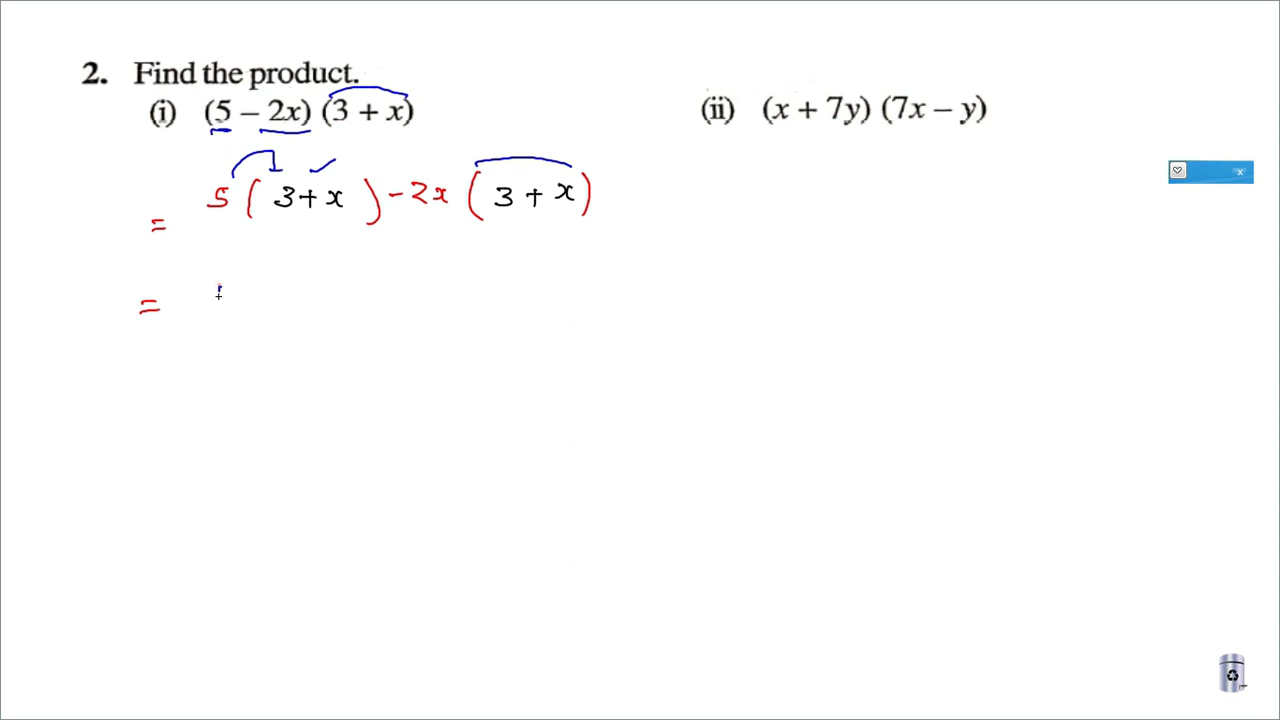 2. Find the product.
(i) (5 – 2x) (3 + x)
(ii) (x + 7y) (7x – y)
5 ( 3 + x ) - 2x ( 3 + x )
=
=